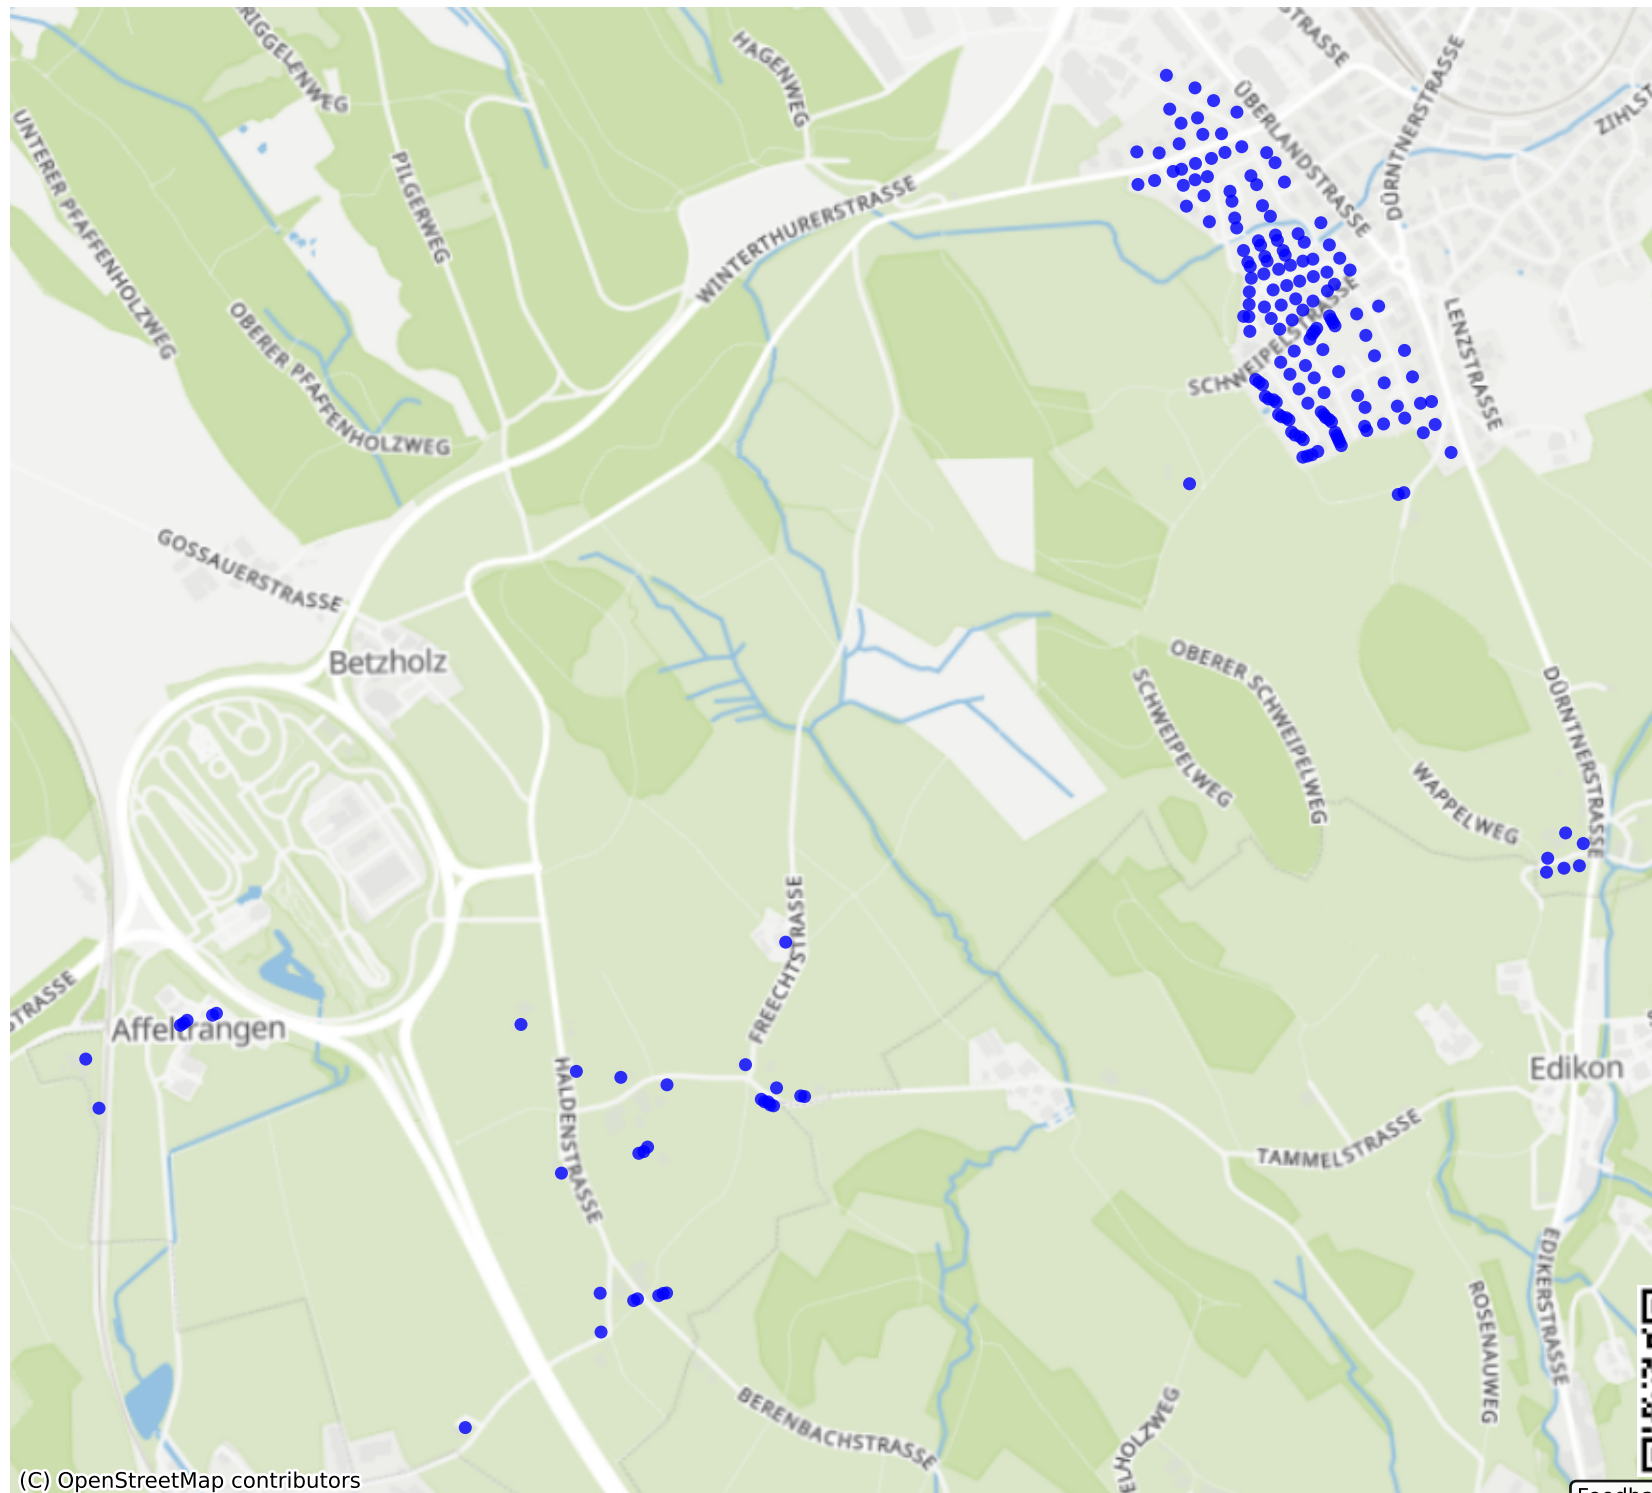 RIGGELENWEG
HAGENWEG
STRASSE
DÜRNTNERSTRASSE
ÜBERLANDSTRASSE
ZIHLST
UNTERER PFAFFENHOLZWEG
PILGERWEG
WINTERTHURERSTRASSE
OBERER PFAFFENHOLZWEG
SCHWEIPELSTRASSE
LENZSTRASSE
GOSSAUERSTRASSE
Betzholz
OBERER SCHWEIPELWEG
SCHWEIPELWEG
DÜRNTNERSTRASSE
WAPPELWEG
FREECHTSTRASSE
STRASSE
Affeltrangen
HALDENSTRASSE
Edikon
TAMMELSTRASSE
EDIKERSTRASSE
ROSENAUWEG
BERENBACHSTRASSE
ELHOLZWEG
(C) OpenStreetMap contributors